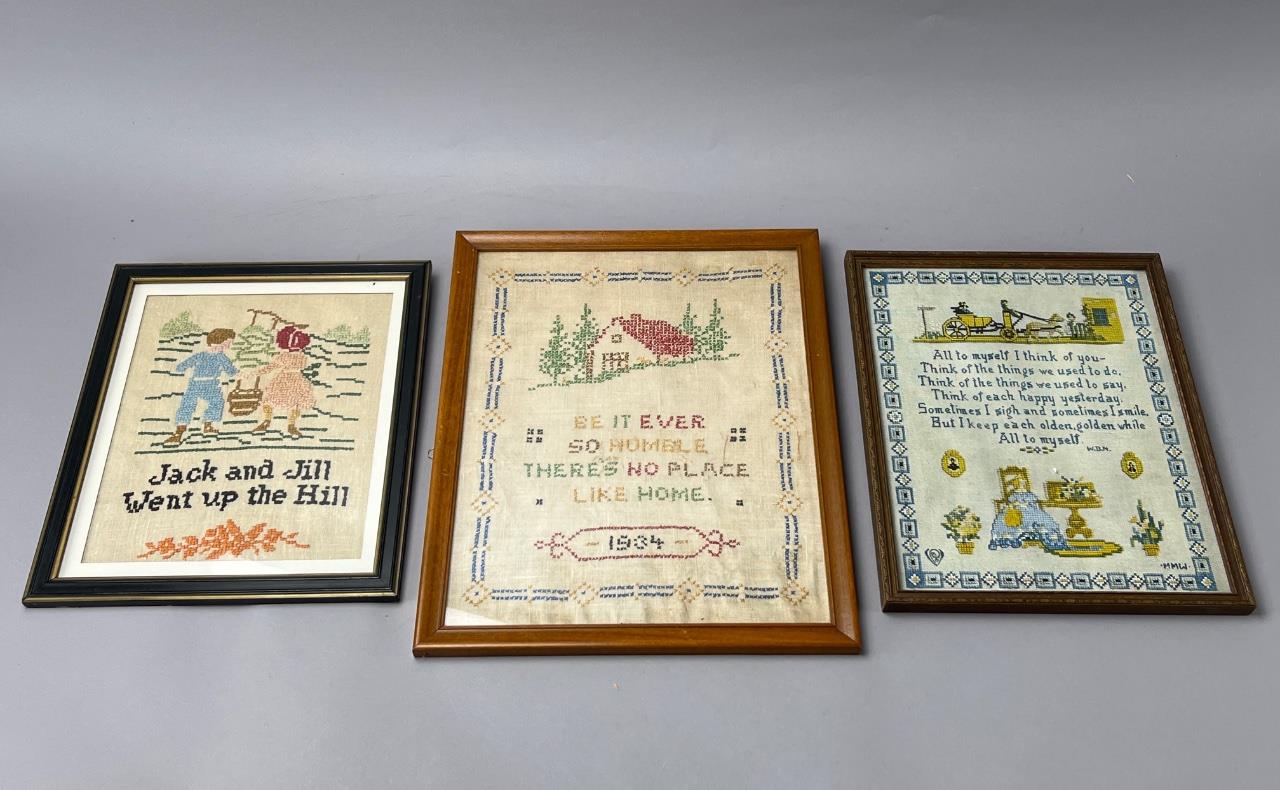 Jack and Jill
Went up the Hill
BE IT EVER
SO HUMBLE
THERE'S NO PLACE
LIKE HOME.
- 1934 -
All to myself I think of you-
Think of the things we used to do.
Think of the things we used to say,
Think of each happy yesterday.
Sometimes I sigh and sometimes I smile,
But I keep each olden, golden while
All to myself.
W.D.N.
HMW